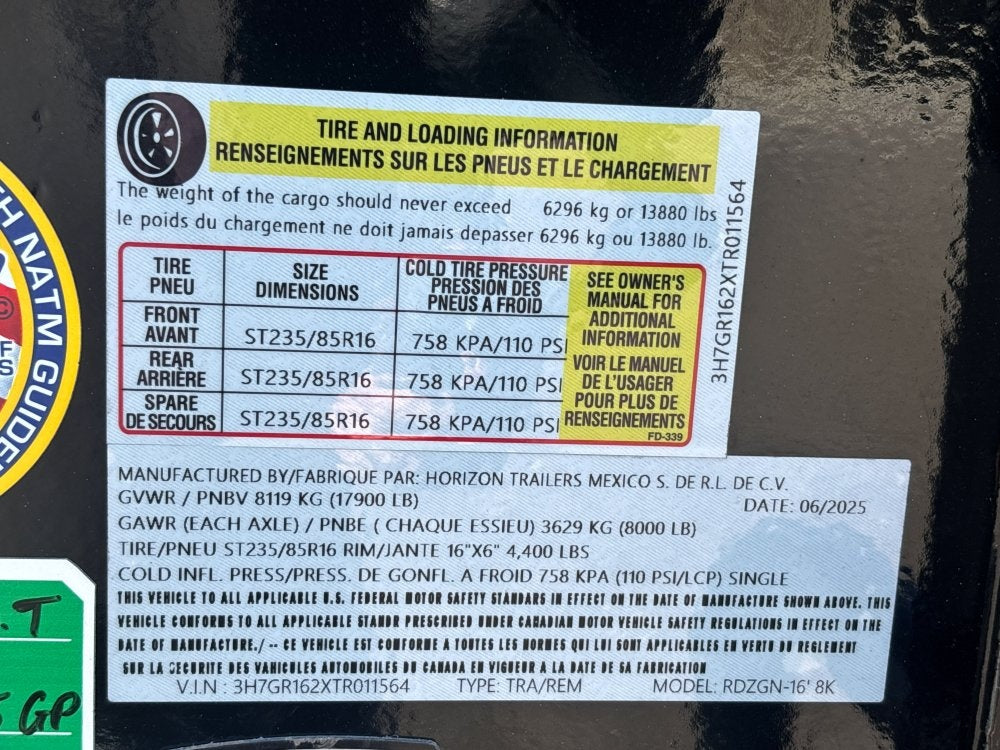 TIRE AND LOADING INFORMATION
RENSEIGNEMENTS SUR LES PNEUS ET LE CHARGEMENT
The weight of the cargo should never exceed 6296 kg or 13880 lbs
le poids du chargement ne doit jamais depasser 6296 kg ou 13880 lb.
TIRE
PNEU
SIZE
DIMENSIONS
COLD TIRE PRESSURE
PRESSION DES
PNEUS A FROID
FRONT
AVANT
ST235/85R16
758 KPA/110 PSI
REAR
ARRIÈRE
ST235/85R16
758 KPA/110 PSI
SPARE
DE SECOURS
ST235/85R16
758 KPA/110 PSI
SEE OWNER'S
MANUAL FOR
ADDITIONAL
INFORMATION
VOIR LE MANUEL
DE L'USAGER
POUR PLUS DE
RENSEIGNEMENTS
FD-339
3H7GR162XTR011564
MANUFACTURED BY/FABRIQUE PAR: HORIZON TRAILERS MEXICO S. DE R.L. DE C.V.
GVWR / PNBV 8119 KG (17900 LB) DATE: 06/2025
GAWR (EACH AXLE) / PNBE ( CHAQUE ESSIEU) 3629 KG (8000 LB)
TIRE/PNEU ST235/85R16 RIM/JANTE 16"X6" 4,400 LBS
COLD INFL. PRESS/PRESS. DE GONFL. A FROID 758 KPA (110 PSI/LCP) SINGLE
THIS VEHICLE TO ALL APPLICABLE U.S. FEDERAL MOTOR SAFETY STANDARS IN EFFECT ON THE DATE OF MANUFACTURE SHOWN ABOVE. THIS
VEHICLE CONFORMS TO ALL APPLICABLE STANDR PRESCRIBED UNDER CANADIAN MOTOR VEHICLE SAFETY REGULATIONS IN EFFECT ON THE
DATE OF MANUFACTURE./ -- CE VEHICLE EST CONFORME A TOUTES LES NORMES QUI LUI SONT APPLICABLES EN VERTU DU REGLEMENT
SUR LA SECURITE DES VAHICULES AUTOMOBILES DU CANADA EN VIGUEUR A LA DATE DE SA FABRICATION
V.I.N : 3H7GR162XTR011564 TYPE: TRA/REM MODEL: RDZGN-16' 8K
NATM GUIDE
.T
GP